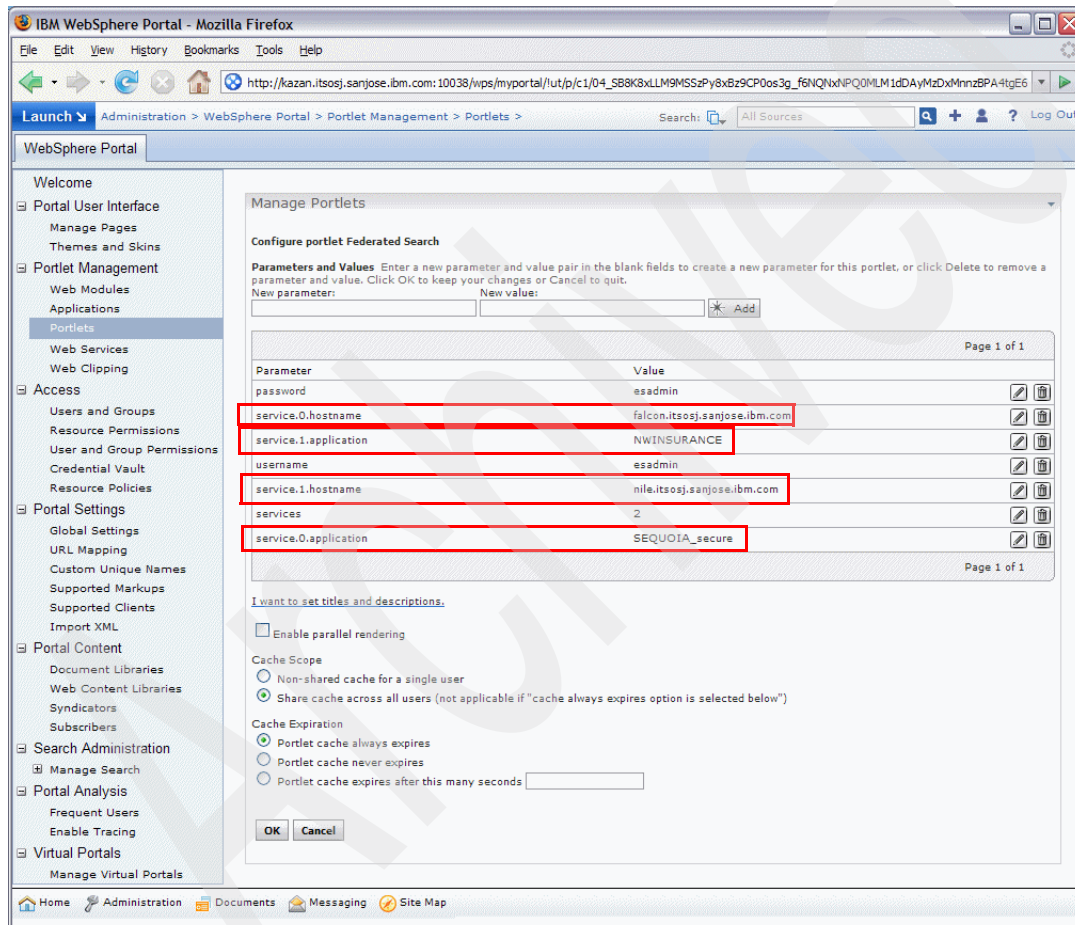 IBM WebSphere Portal - Mozilla Firefox
File Edit View History Bookmarks Tools Help
http://kazan.itsosj.sanjose.ibm.com:10038/wps/myportal/!ut/p/c1/04_SB8K8xLLM9MSSzPy8xBz9CP0os3g_f6NQNxNPQ0MLM1dDAyMzDxMnnzBPA4tgE6
Launch Administration > WebSphere Portal > Portlet Management > Portlets > Search: All Sources ? Log Out
WebSphere Portal
Welcome
Portal User Interface
Manage Pages
Themes and Skins
Portlet Management
Web Modules
Applications
Portlets
Web Services
Web Clipping
Access
Users and Groups
Resource Permissions
User and Group Permissions
Credential Vault
Resource Policies
Portal Settings
Global Settings
URL Mapping
Custom Unique Names
Supported Markups
Supported Clients
Import XML
Portal Content
Document Libraries
Web Content Libraries
Syndicators
Subscribers
Search Administration
Manage Search
Portal Analysis
Frequent Users
Enable Tracing
Virtual Portals
Manage Virtual Portals
Manage Portlets
Configure portlet Federated Search
Parameters and Values Enter a new parameter and value pair in the blank fields to create a new parameter for this portlet, or click Delete to remove a
parameter and value. Click OK to keep your changes or Cancel to quit.
New parameter: New value:
Add
Page 1 of 1
Parameter Value
password esadmin
service.0.hostname falcon.itsosj.sanjose.ibm.com
service.1.application NWINSURANCE
username esadmin
service.1.hostname nile.itsosj.sanjose.ibm.com
services 2
service.0.application SEQUOIA_secure
Page 1 of 1
I want to set titles and descriptions.
Enable parallel rendering
Cache Scope
Non-shared cache for a single user
Share cache across all users (not applicable if "cache always expires option is selected below")
Cache Expiration
Portlet cache always expires
Portlet cache never expires
Portlet cache expires after this many seconds
OK Cancel
Home Administration Documents Messaging Site Map